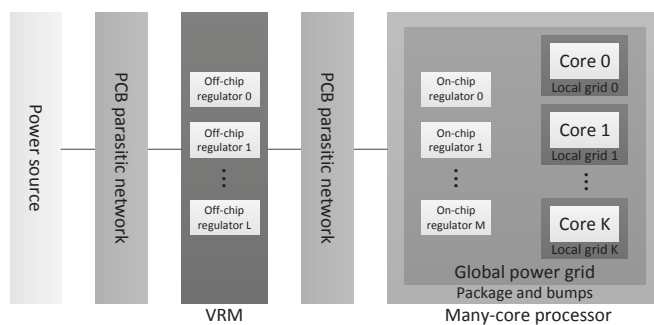 Power source
PCB parasitic network
Off-chip
regulator 0
Off-chip
regulator 1
...
Off-chip
regulator L
VRM
PCB parasitic network
On-chip
regulator 0
On-chip
regulator 1
...
On-chip
regulator M
Core 0
Local grid 0
Core 1
Local grid 1
...
Core K
Local grid K
Global power grid
Package and bumps
Many-core processor